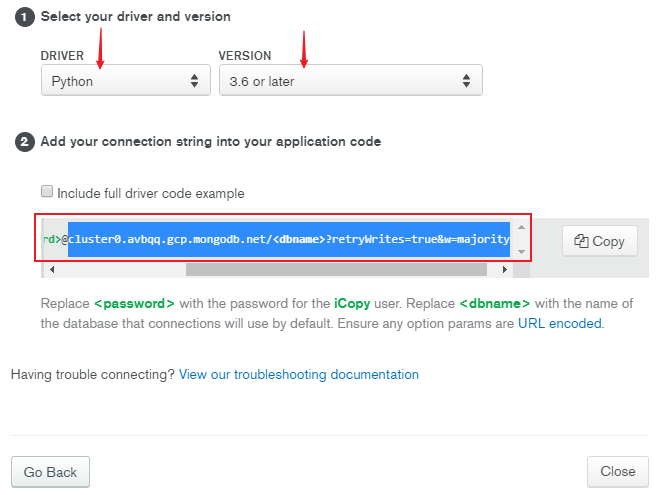 1 Select your driver and version
DRIVER VERSION
Python 3.6 or later
2 Add your connection string into your application code
Include full driver code example
rd>@cluster0.avbqq.gcp.mongodb.net/<dbname>?retryWrites=true&w=majority
Copy
Replace <password> with the password for the iCopy user. Replace <dbname> with the name of
the database that connections will use by default. Ensure any option params are URL encoded.
Having trouble connecting? View our troubleshooting documentation
Go Back Close